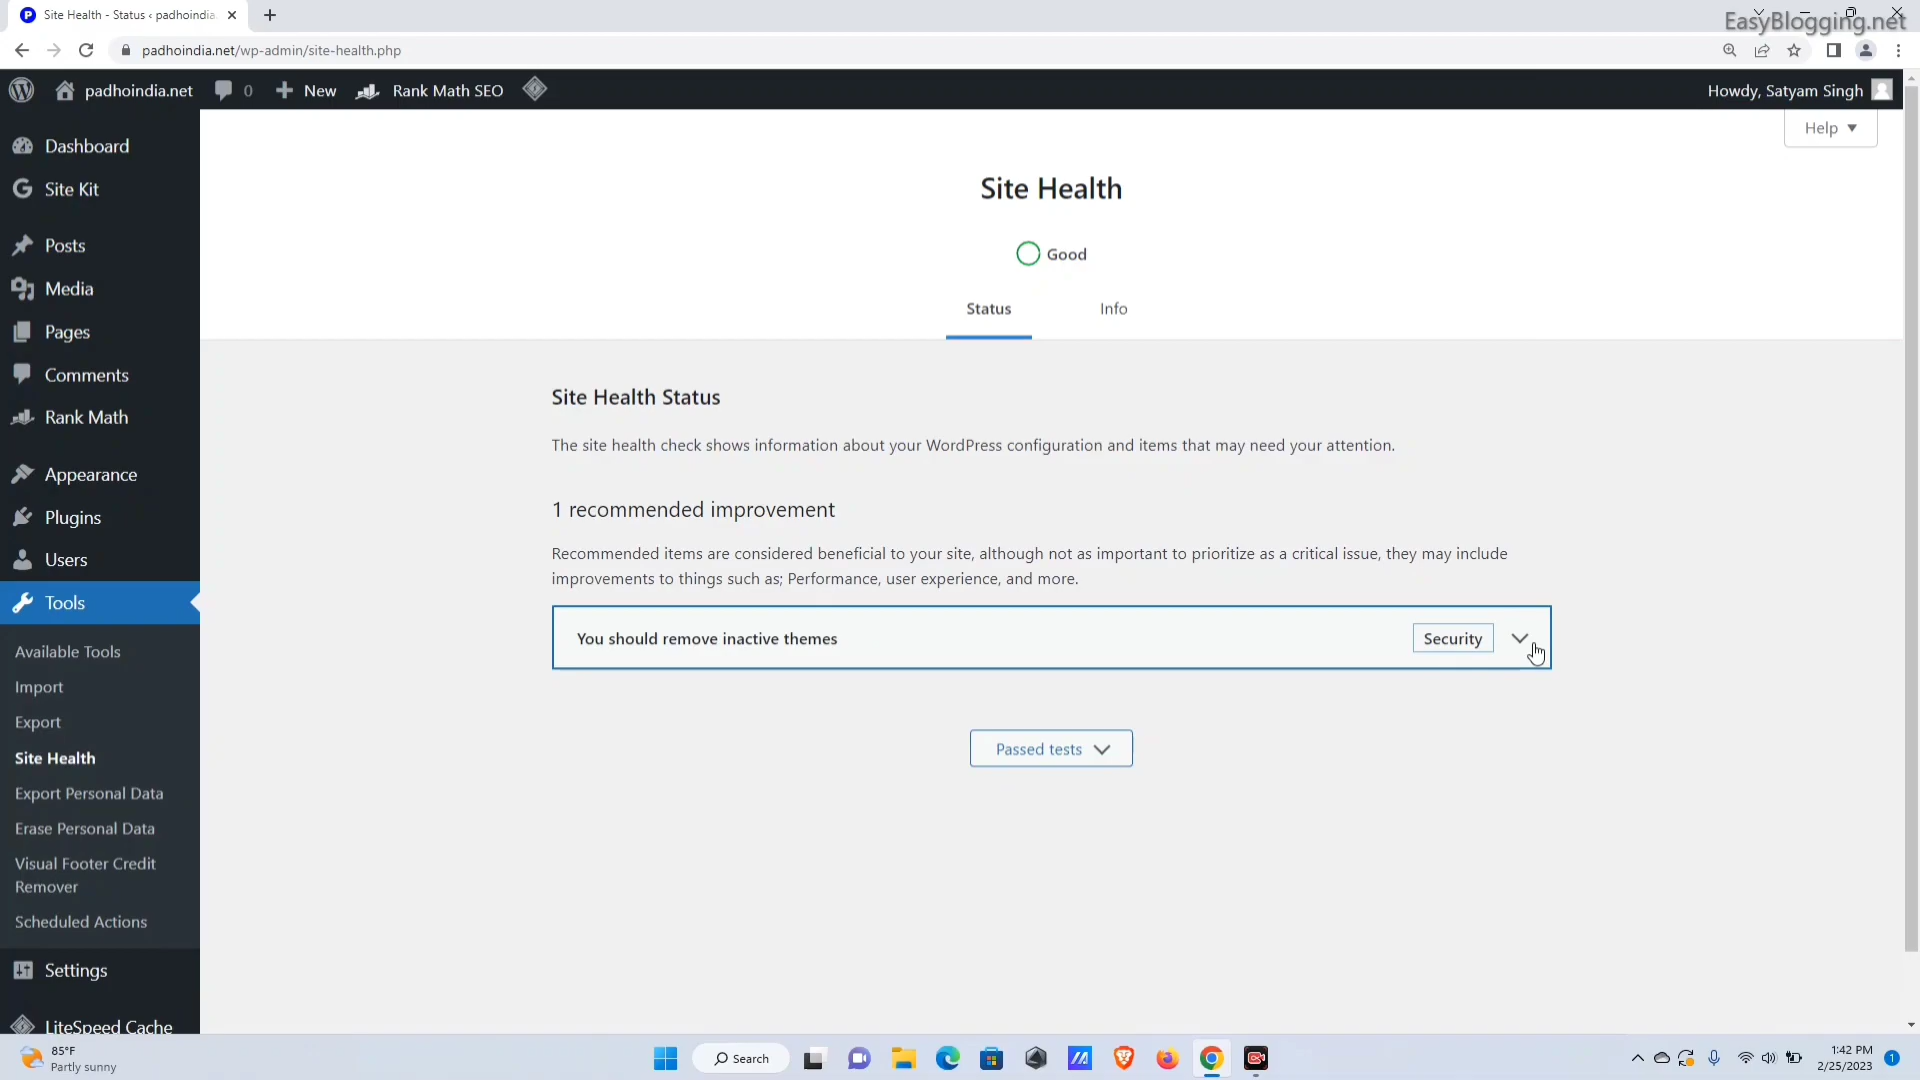 Site Health - Status ‹ padhoindia.
EasyBlogging.net
padhoindia.net/wp-admin/site-health.php
padhoindia.net
0
New
Rank Math SEO
Howdy, Satyam Singh
Help
Dashboard
Site Kit
Posts
Media
Pages
Comments
Rank Math
Appearance
Plugins
Users
Tools
Available Tools
Import
Export
Site Health
Export Personal Data
Erase Personal Data
Visual Footer Credit
Remover
Scheduled Actions
Settings
LiteSpeed Cache
Site Health
Good
Status
Info
Site Health Status
The site health check shows information about your WordPress configuration and items that may need your attention.
1 recommended improvement
Recommended items are considered beneficial to your site, although not as important to prioritize as a critical issue, they may include
improvements to things such as; Performance, user experience, and more.
You should remove inactive themes
Security
Passed tests
85°F
Partly sunny
Search
1:42 PM
2/25/2023
1